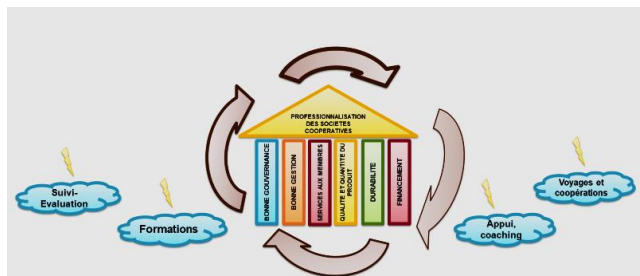 PROFESSIONNALISATION
DES SOCIETES
COOPERATIVES
BONNE GOUVERNANCE
BONNE GESTION
SERVICES AUX MEMBRES
QUALITE ET QUANTITE DU
PRODUIT
DURABILITE
FINANCEMENT
Suivi-
Evaluation
Formations
Appui,
coaching
Voyages et
coopérations